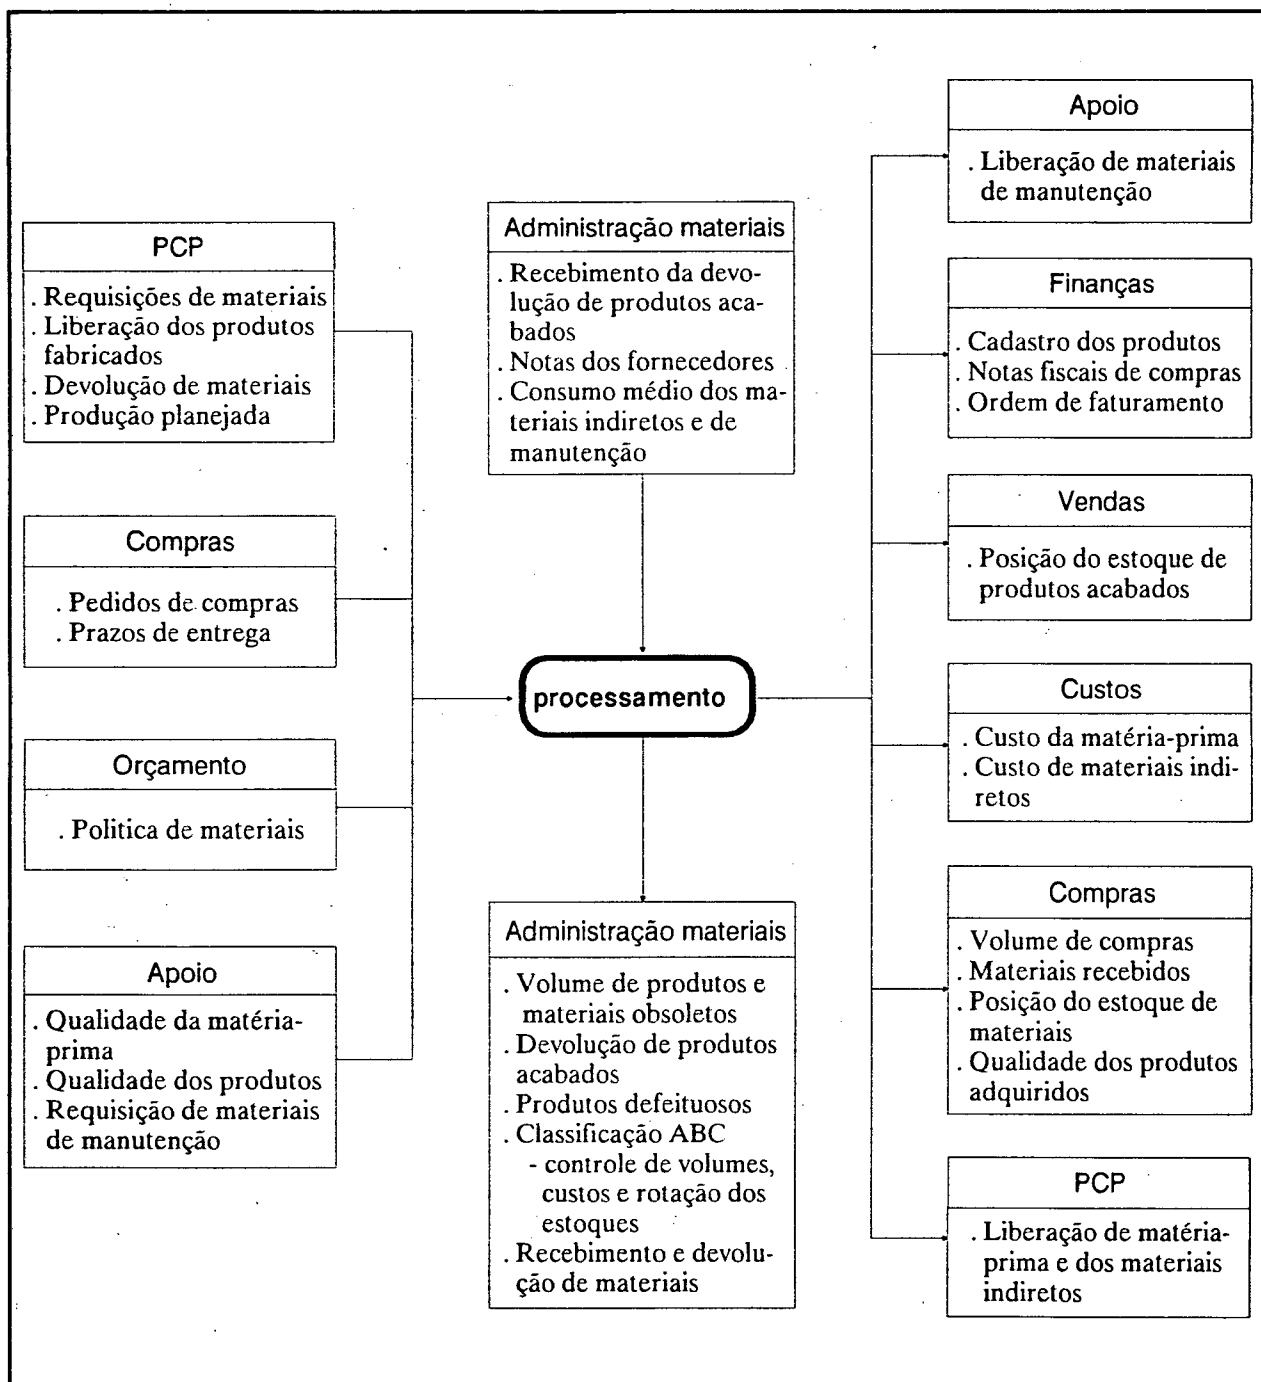 PCP
. Requisições de materiais
. Liberação dos produtos
fabricados
. Devolução de materiais
. Produção planejada
Compras
. Pedidos de compras
. Prazos de entrega
Orçamento
. Politica de materiais
Apoio
. Qualidade da matéria-
prima
. Qualidade dos produtos
. Requisição de materiais
de manutenção
Administração materiais
. Recebimento da devo-
lução de produtos aca-
bados
. Notas dos fornecedores
. Consumo médio dos ma-
teriais indiretos e de
manutenção
processamento
Administração materiais
. Volume de produtos e
materiais obsoletos
. Devolução de produtos
acabados
. Produtos defeituosos
. Classificação ABC
- controle de volumes,
custos e rotação dos
estoques
. Recebimento e devolu-
ção de materiais
Apoio
. Liberação de materiais
de manutenção
Finanças
. Cadastro dos produtos
. Notas fiscais de compras
. Ordem de faturamento
Vendas
. Posição do estoque de
produtos acabados
Custos
. Custo da matéria-prima
. Custo de materiais indi-
retos
Compras
. Volume de compras
. Materiais recebidos
. Posição do estoque de
materiais
. Qualidade dos produtos
adquiridos
PCP
. Liberação de matéria-
prima e dos materiais
indiretos